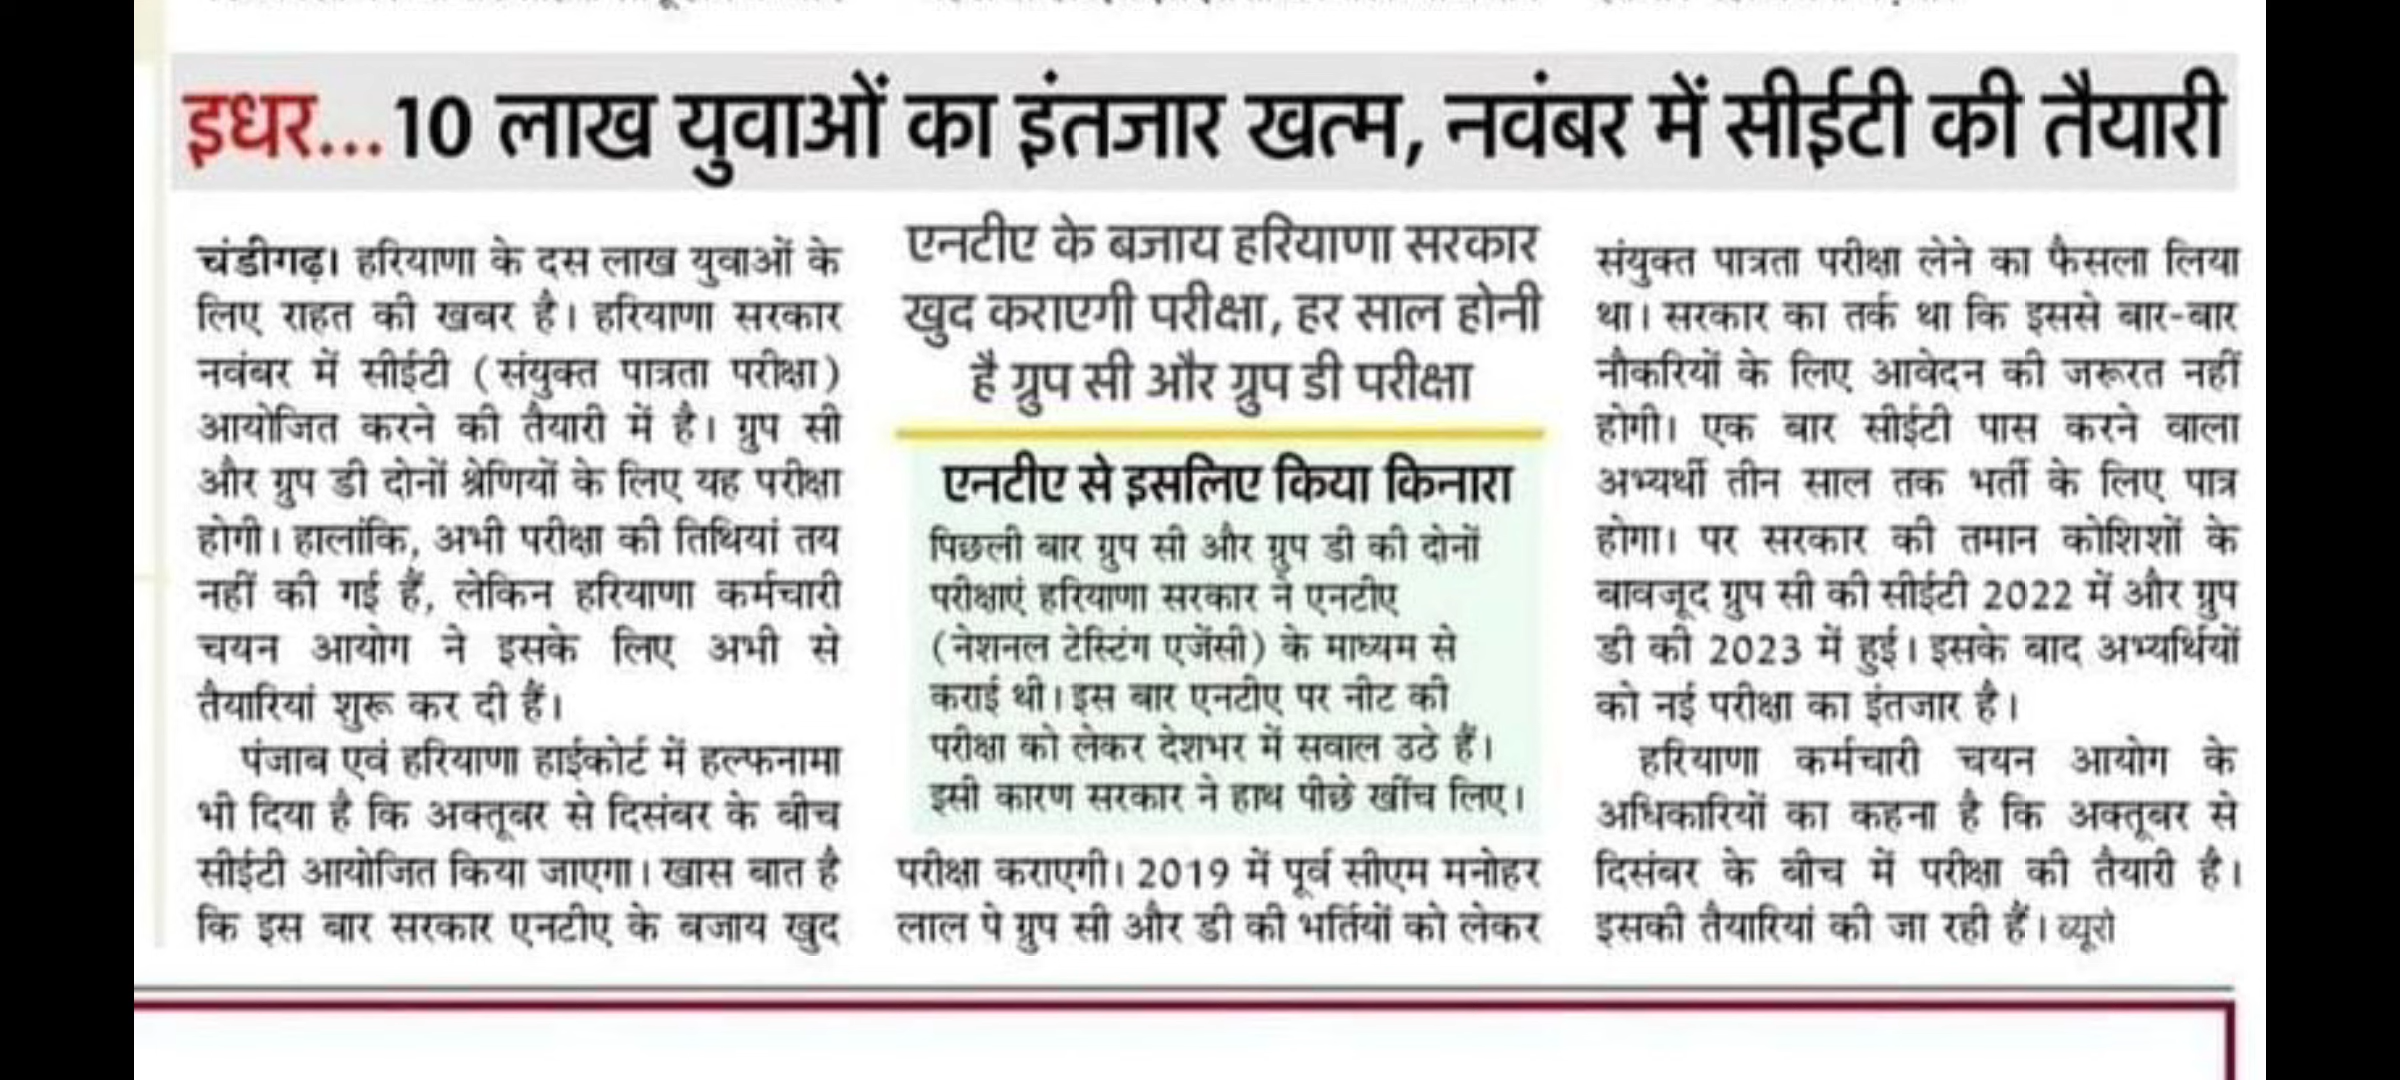 इधर...10 लाख युवाओं का इंतजार खत्म, नवंबर में सीईटी की तैयारी
चंडीगढ़। हरियाणा के दस लाख युवाओं के
लिए राहत की खबर है। हरियाणा सरकार
नवंबर में सीईटी (संयुक्त पात्रता परीक्षा)
आयोजित करने की तैयारी में है। ग्रुप सी
और ग्रुप डी दोनों श्रेणियों के लिए यह परीक्षा
होगी। हालांकि, अभी परीक्षा की तिथियां तय
नहीं की गई हैं, लेकिन हरियाणा कर्मचारी
चयन आयोग ने इसके लिए अभी से
तैयारियां शुरू कर दी हैं।
पंजाब एवं हरियाणा हाईकोर्ट में हल्फनामा
भी दिया है कि अक्तूबर से दिसंबर के बीच
सीईटी आयोजित किया जाएगा। खास बात है
कि इस बार सरकार एनटीए के बजाय खुद
एनटीए के बजाय हरियाणा सरकार
खुद कराएगी परीक्षा, हर साल होनी
है ग्रुप सी और ग्रुप डी परीक्षा
एनटीए से इसलिए किया किनारा
पिछली बार ग्रुप सी और ग्रुप डी की दोनों
परीक्षाएं हरियाणा सरकार ने एनटीए
(नेशनल टेस्टिंग एजेंसी) के माध्यम से
कराई थी। इस बार एनटीए पर नीट की
परीक्षा को लेकर देशभर में सवाल उठे हैं।
इसी कारण सरकार ने हाथ पीछे खींच लिए।
परीक्षा कराएगी। 2019 में पूर्व सीएम मनोहर
लाल पे ग्रुप सी और डी की भर्तियों को लेकर
संयुक्त पात्रता परीक्षा लेने का फैसला लिया
था। सरकार का तर्क था कि इससे बार-बार
नौकरियों के लिए आवेदन की जरूरत नहीं
होगी। एक बार सीईटी पास करने वाला
अभ्यर्थी तीन साल तक भर्ती के लिए पात्र
होगा। पर सरकार की तमाम कोशिशों के
बावजूद ग्रुप सी की सीईटी 2022 में और ग्रुप
डी की 2023 में हुई। इसके बाद अभ्यर्थियों
को नई परीक्षा का इंतजार है।
हरियाणा कर्मचारी चयन आयोग के
अधिकारियों का कहना है कि अक्तूबर से
दिसंबर के बीच में परीक्षा की तैयारी है।
इसकी तैयारियां की जा रही हैं। ब्यूरो